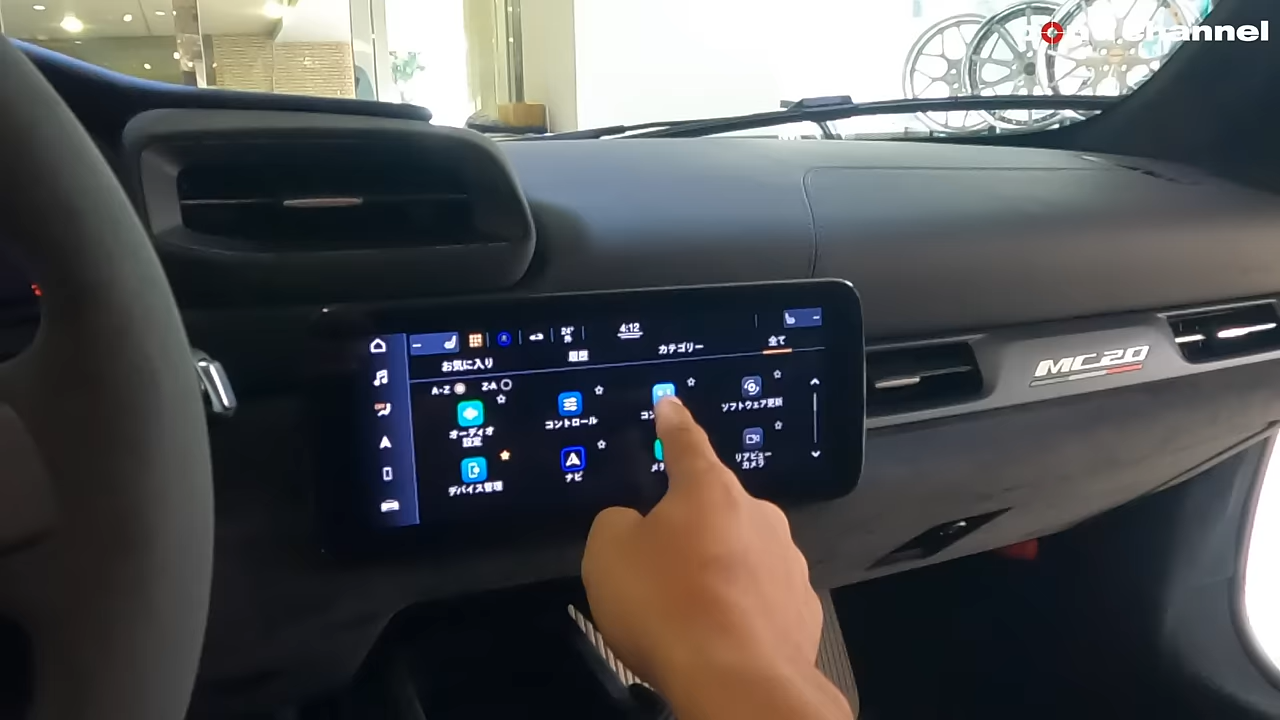 channel
4:12
24°
外
お気に入り
履歴
カテゴリー
全て
A-Z
Z-A
オーディオ
設定
コントロール
ソフトウェア更新
デバイス管理
ナビ
リアビュー
カメラ
MC20